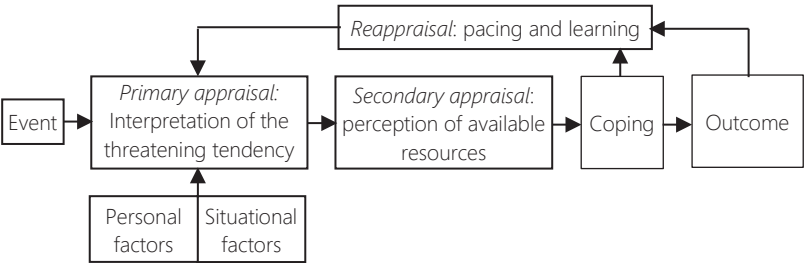 Reappraisal: pacing and learning
Event
Primary appraisal:
Interpretation of the
threatening tendency
Secondary appraisal:
perception of available
resources
Coping
Outcome
Personal
factors
Situational
factors